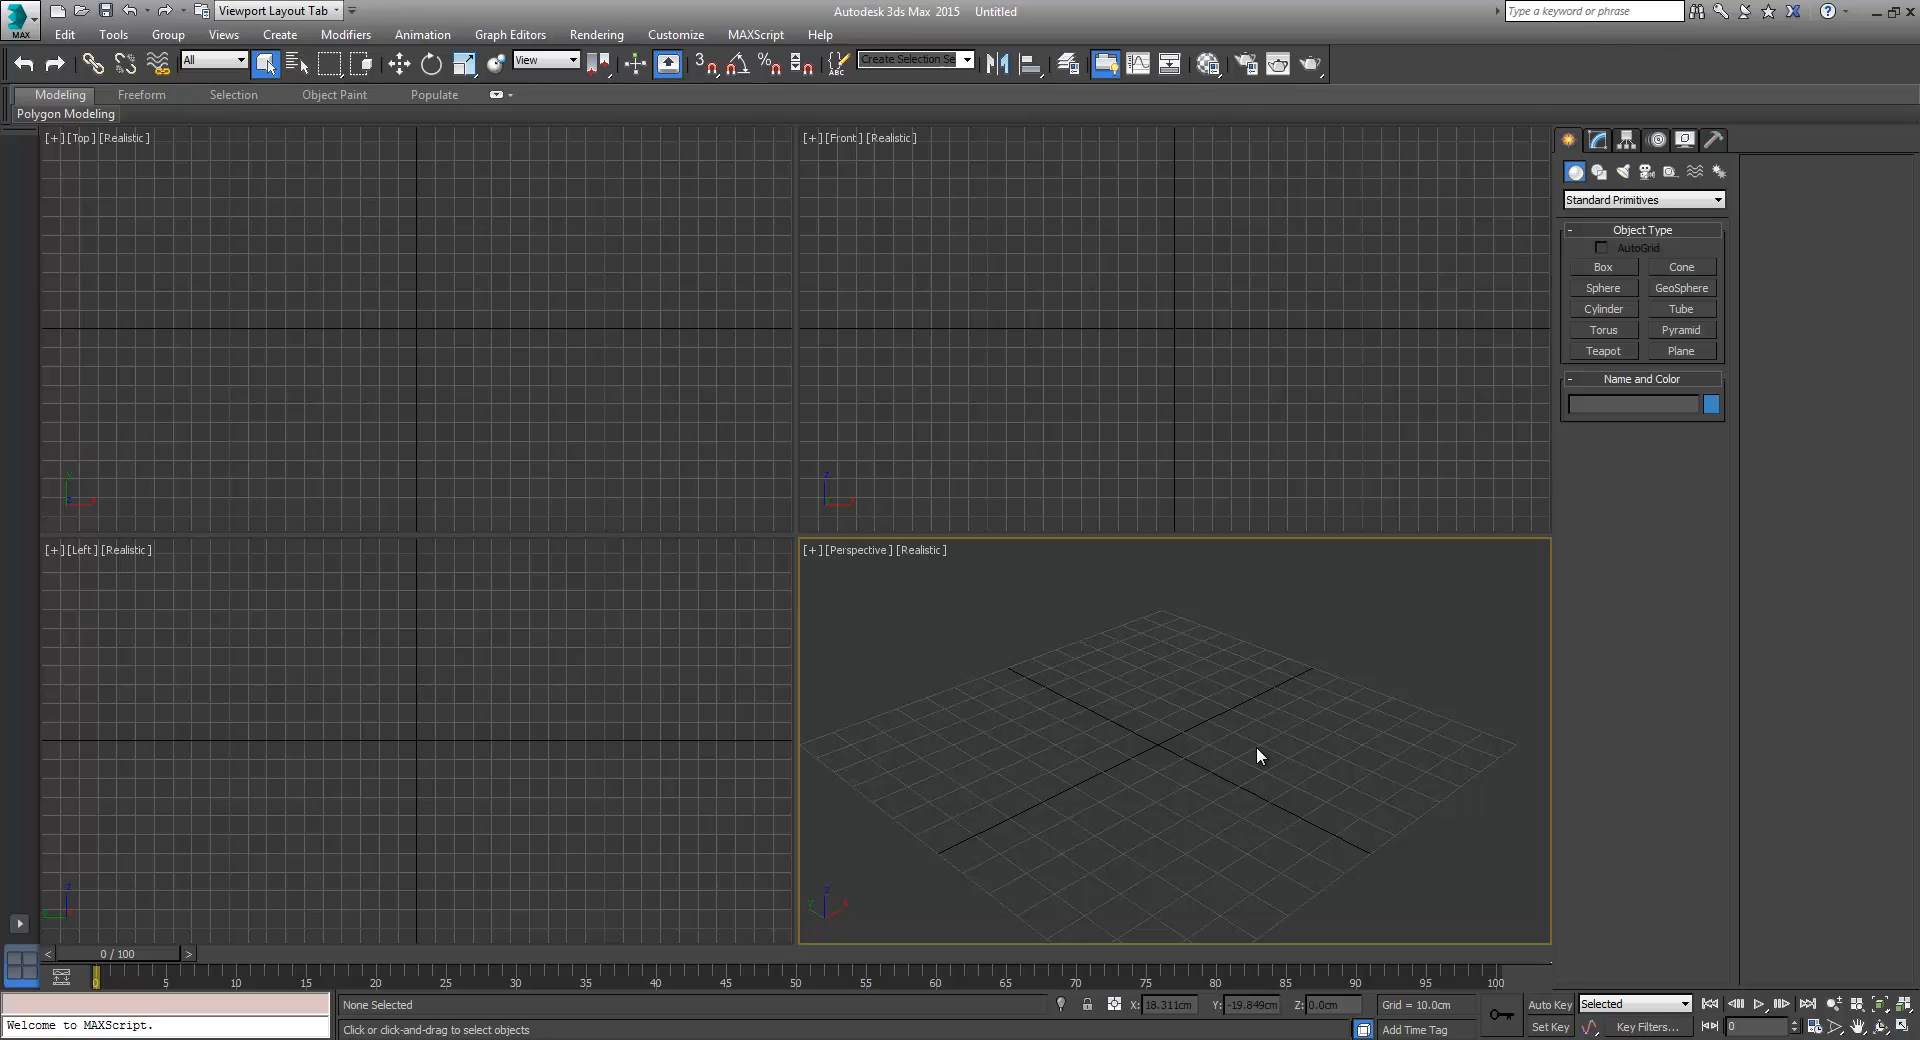 Viewport Layout Tab
Autodesk 3ds Max 2015 Untitled
Type a keyword or phrase
MAX
Edit Tools Group Views Create Modifiers Animation Graph Editors Rendering Customize MAXScript Help
All
View
3
%
ABC
Create Selection Se
Modeling Freeform Selection Object Paint Populate
Polygon Modeling
[+] [Top] [Realistic]
[+] [Front] [Realistic]
Standard Primitives
- Object Type
AutoGrid
Box Cone
Sphere GeoSphere
Cylinder Tube
Torus Pyramid
Teapot Plane
- Name and Color
[+] [Left] [Realistic]
[+] [Perspective] [Realistic]
< 0 / 100 >
0 5 10 15 20 25 30 35 40 45 50 55 60 65 70 75 80 85 90 95 100
None Selected
X: 18.311cm Y: -19.849cm Z: 0.0cm Grid = 10.0cm
Auto Key Selected
Welcome to MAXScript.
Click or click-and-drag to select objects
Add Time Tag
Set Key Key Filters...
0